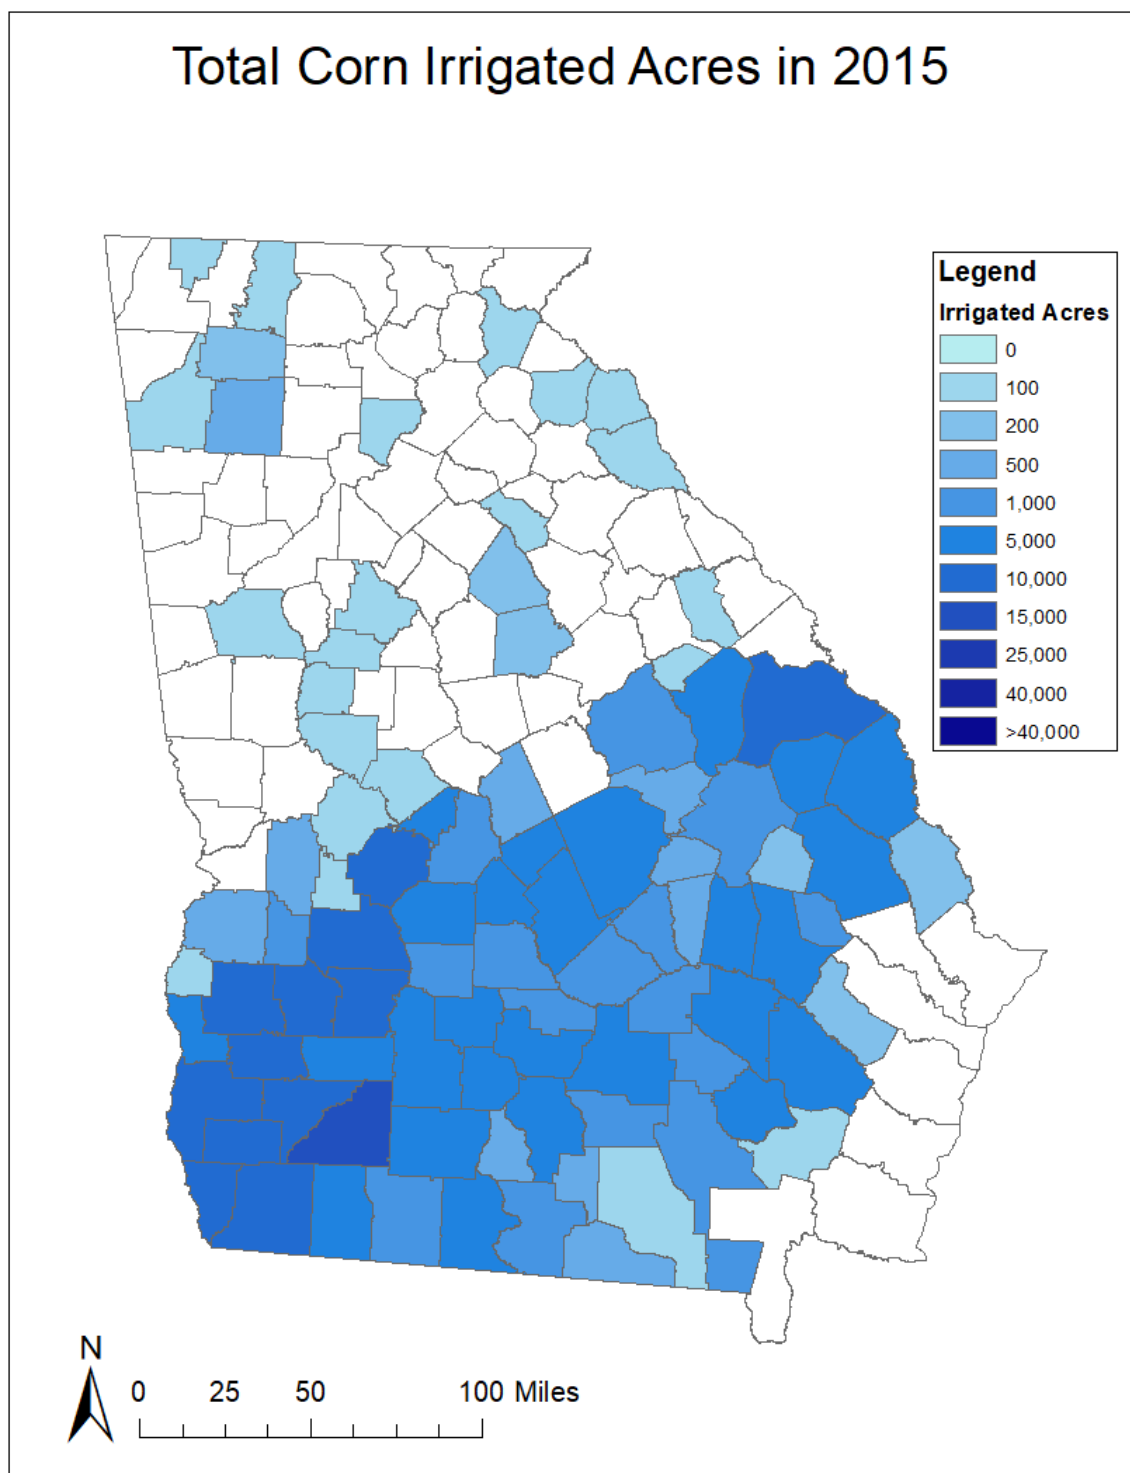 Total Corn Irrigated Acres in 2015
Legend
Irrigated Acres
0
100
200
500
1,000
5,000
10,000
15,000
25,000
40,000
>40,000
N
0 25 50 100 Miles